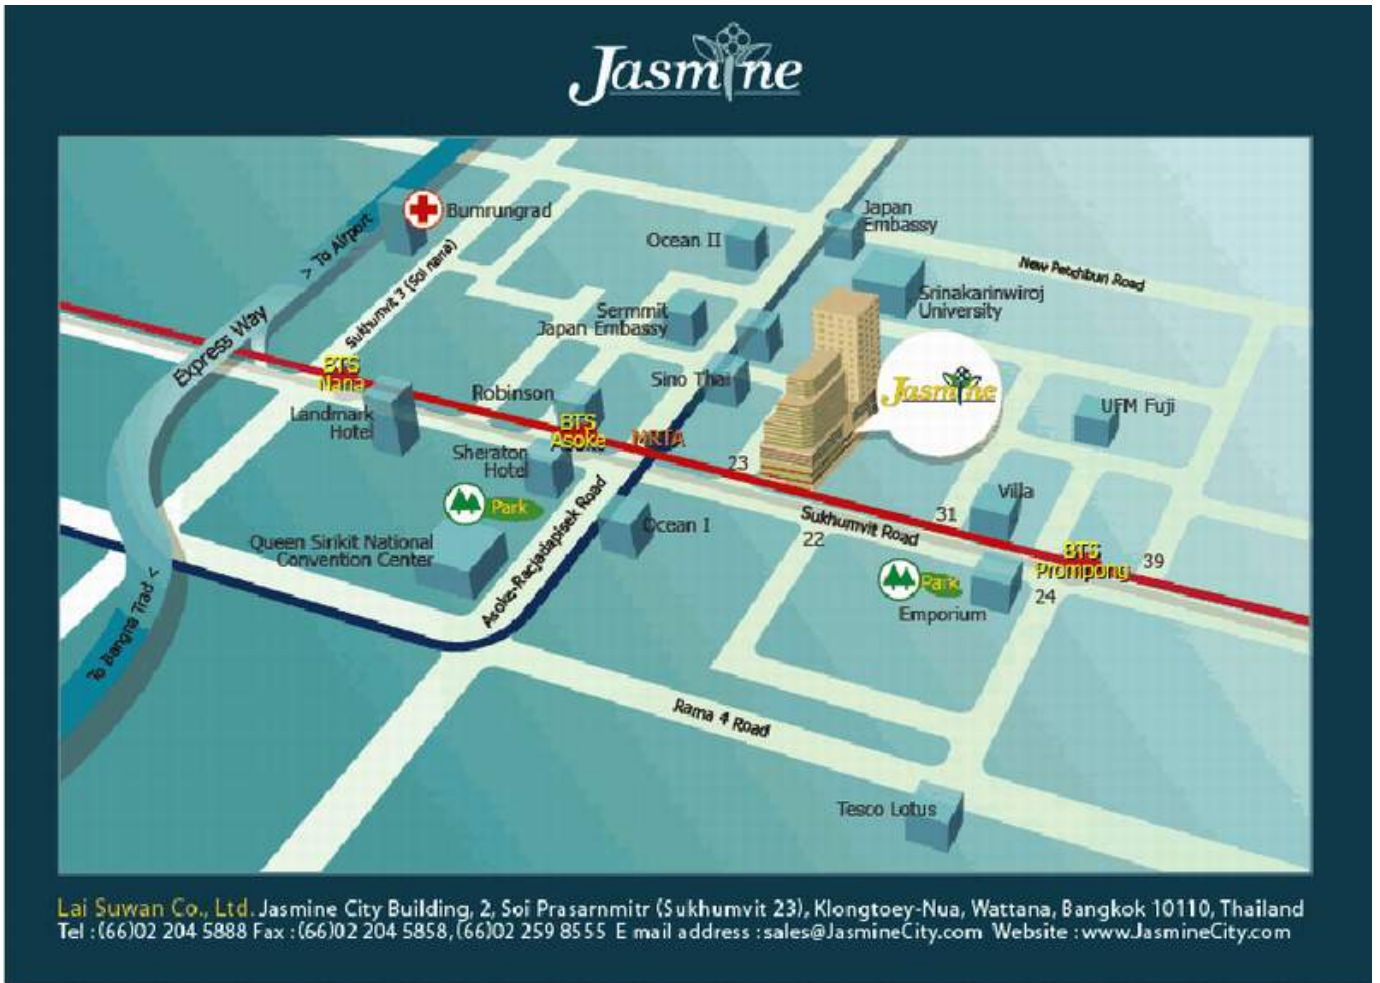 Jasmine
Bumrungrad
> To Airport
Sukhumvit 3 (Soi nana)
Express Way
Ocean II
Japan
Embassy
New Petchburi Road
Srinakarinwiroj
University
Sermmit
Japan Embassy
Sino Thai
Jasmine
BTS
Nana
Landmark
Hotel
Robinson
BTS
Asoke
Asoke
MRTA
UFM Fuji
Sheraton
Hotel
23
Park
Villa
Sukhumvit Road
31
22
Ocean I
Queen Sirikit National
Convention Center
Asoke-Racjadapisek Road
BTS
Prompong
39
Park
24
Emporium
To Bangna Trad <
Rama 4 Road
Tesco Lotus
Lai Suwan Co., Ltd. Jasmine City Building, 2, Soi Prasarnmitr (Sukhumvit 23), Klongtoey-Nua, Wattana, Bangkok 10110, Thailand
Tel : (66)02 204 5888 Fax : (66)02 204 5858, (66)02 259 8555 E mail address : sales@JasmineCity.com Website : www.JasmineCity.com